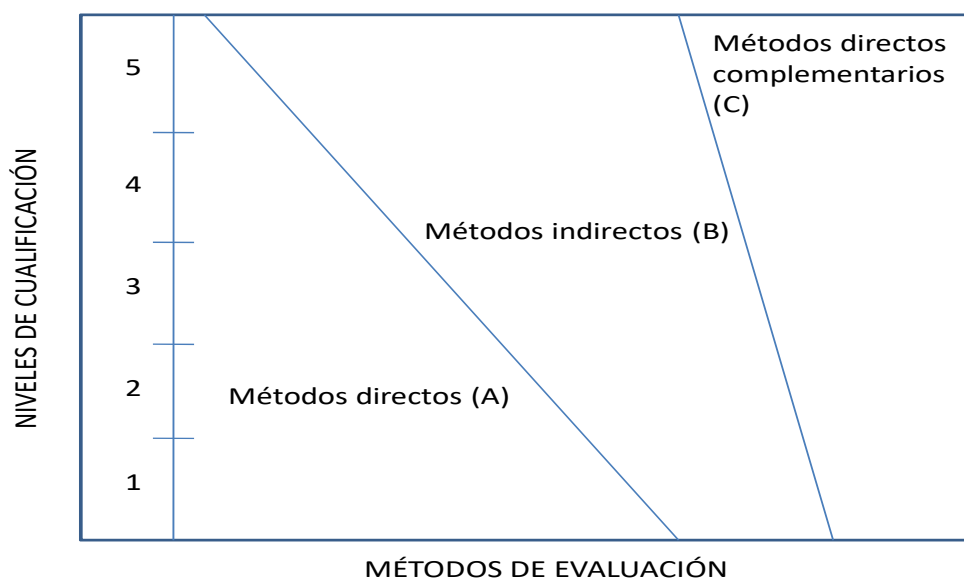 Métodos directos
complementarios
(C)
5
4
Métodos indirectos (B)
3
2
Métodos directos (A)
1
NIVELES DE CUALIFICACIÓN
MÉTODOS DE EVALUACIÓN